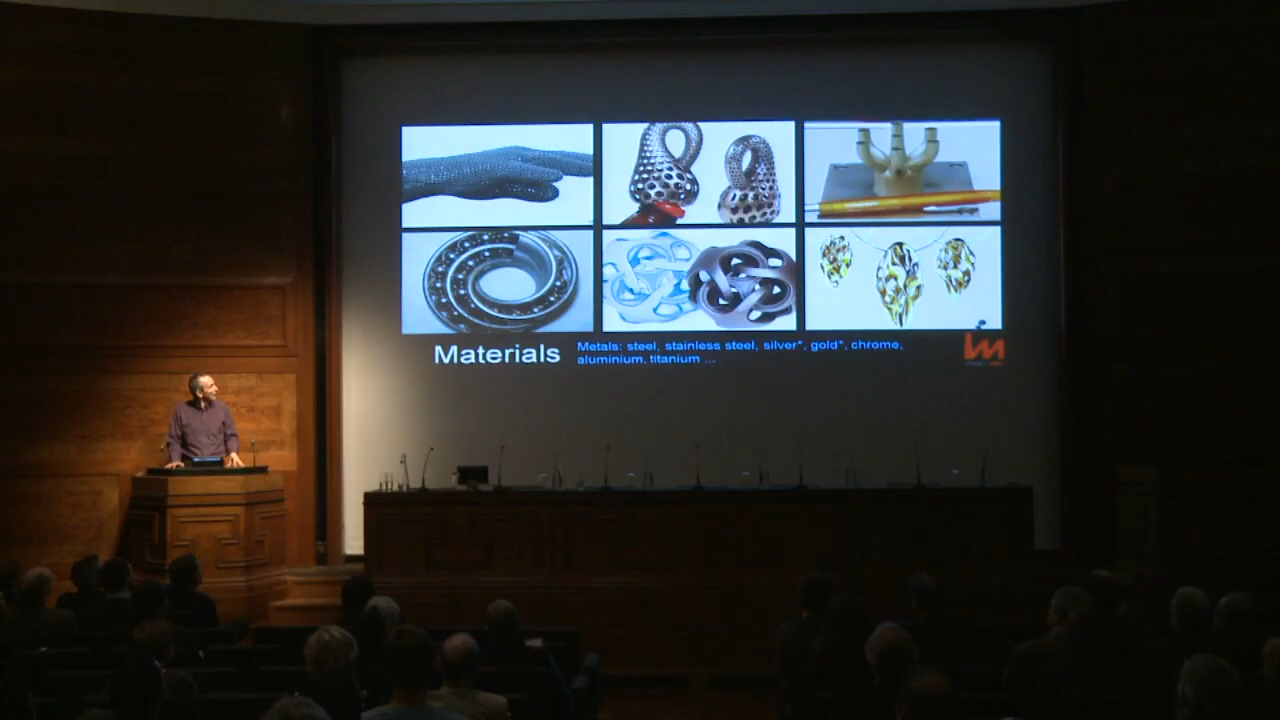 Materials
Metals: steel, stainless steel, silver*, gold*, chrome,
aluminium, titanium ...